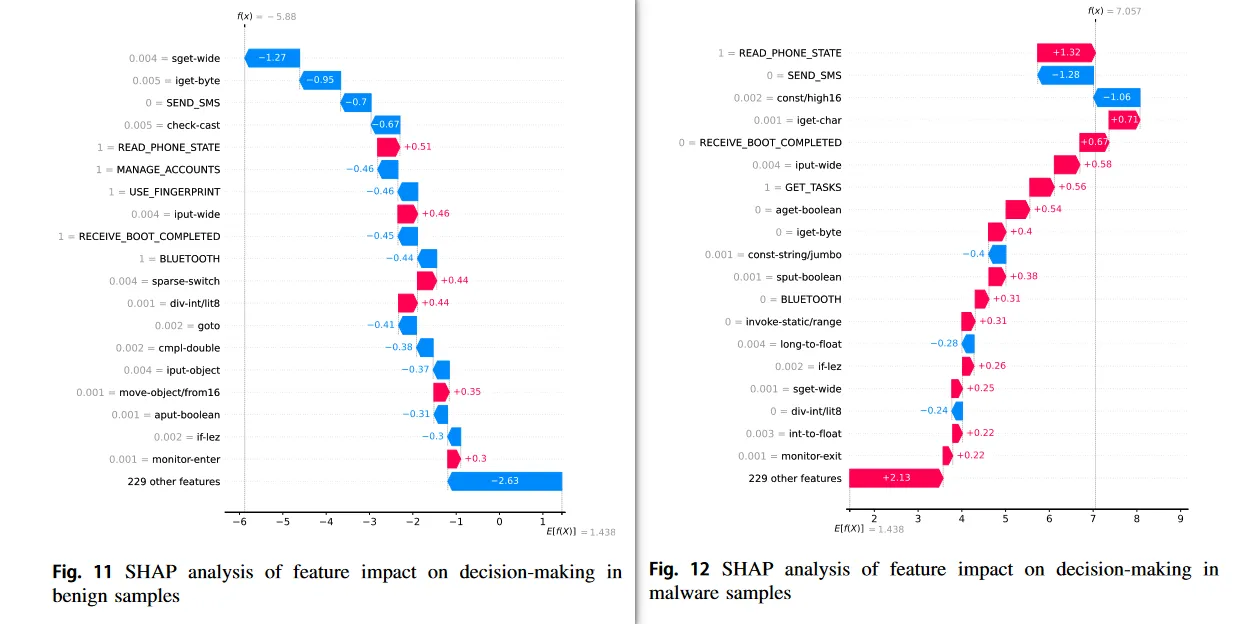 f(x) = −5.88
0.004 = sget-wide −1.27
0.005 = iget-byte −0.95
0 = SEND_SMS −0.7
0.005 = check-cast −0.67
1 = READ_PHONE_STATE +0.51
1 = MANAGE_ACCOUNTS −0.46
1 = USE_FINGERPRINT −0.46
0.004 = iput-wide +0.46
1 = RECEIVE_BOOT_COMPLETED −0.45
1 = BLUETOOTH −0.44
0.004 = sparse-switch +0.44
0.001 = div-int/lit8 +0.44
0.002 = goto −0.41
0.002 = cmpl-double −0.38
0.004 = iput-object −0.37
0.001 = move-object/from16 +0.35
0.001 = aput-boolean −0.31
0.002 = if-lez −0.3
0.001 = monitor-enter +0.3
229 other features −2.63
−6 −5 −4 −3 −2 −1 0 1
E[f(X)] = 1.438
Fig. 11 SHAP analysis of feature impact on decision-making in
benign samples
f(x) = 7.057
1 = READ_PHONE_STATE +1.32
0 = SEND_SMS −1.28
0.002 = const/high16 −1.06
0.001 = iget-char +0.71
0 = RECEIVE_BOOT_COMPLETED +0.67
0.004 = iput-wide +0.58
1 = GET_TASKS +0.56
0 = aget-boolean +0.54
0 = iget-byte +0.4
0.001 = const-string/jumbo −0.4
0.001 = sput-boolean +0.38
0 = BLUETOOTH +0.31
0 = invoke-static/range +0.31
0.004 = long-to-float −0.28
0.002 = if-lez +0.26
0.001 = sget-wide +0.25
0 = div-int/lit8 −0.24
0.003 = int-to-float +0.22
0.001 = monitor-exit +0.22
229 other features +2.13
2 3 4 5 6 7 8 9
E[f(X)] = 1.438
Fig. 12 SHAP analysis of feature impact on decision-making in
malware samples